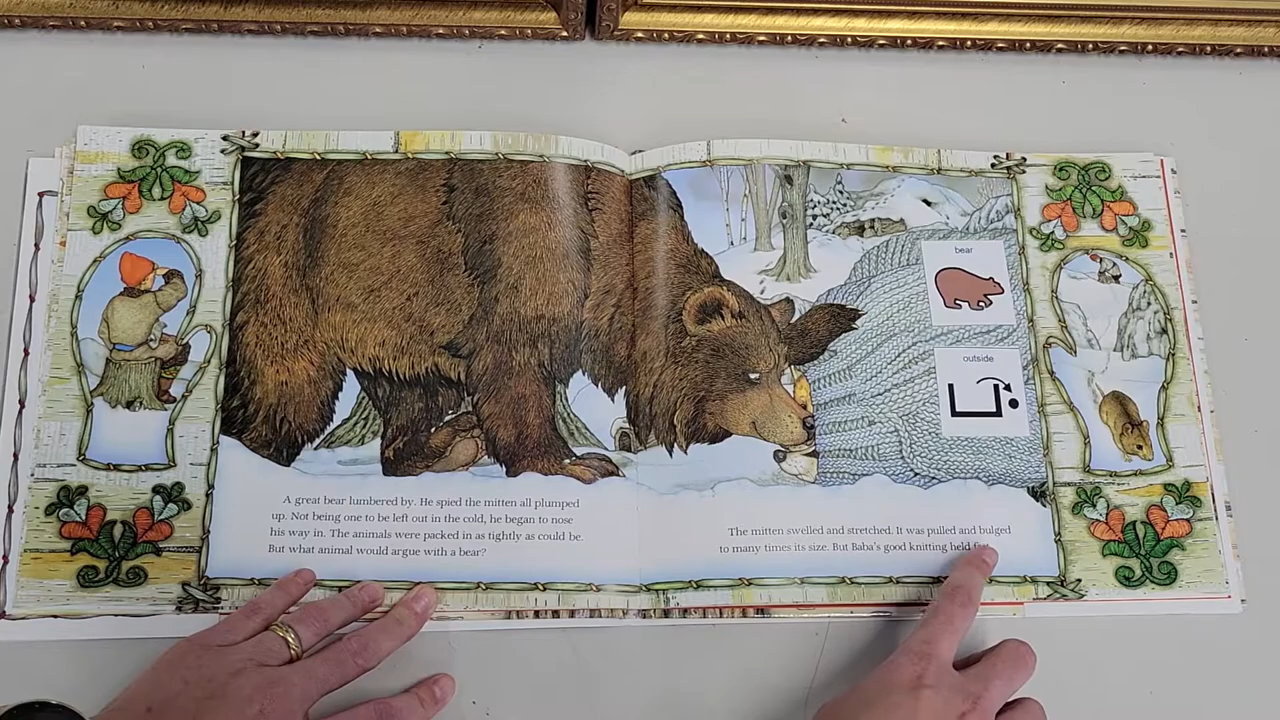 A great bear lumbered by. He spied the mitten all plumped
up. Not being one to be left out in the cold, he began to nose
his way in. The animals were packed in as tightly as could be.
But what animal would argue with a bear?
bear
outside
The mitten swelled and stretched. It was pulled and bulged
to many times its size. But Baba's good knitting held